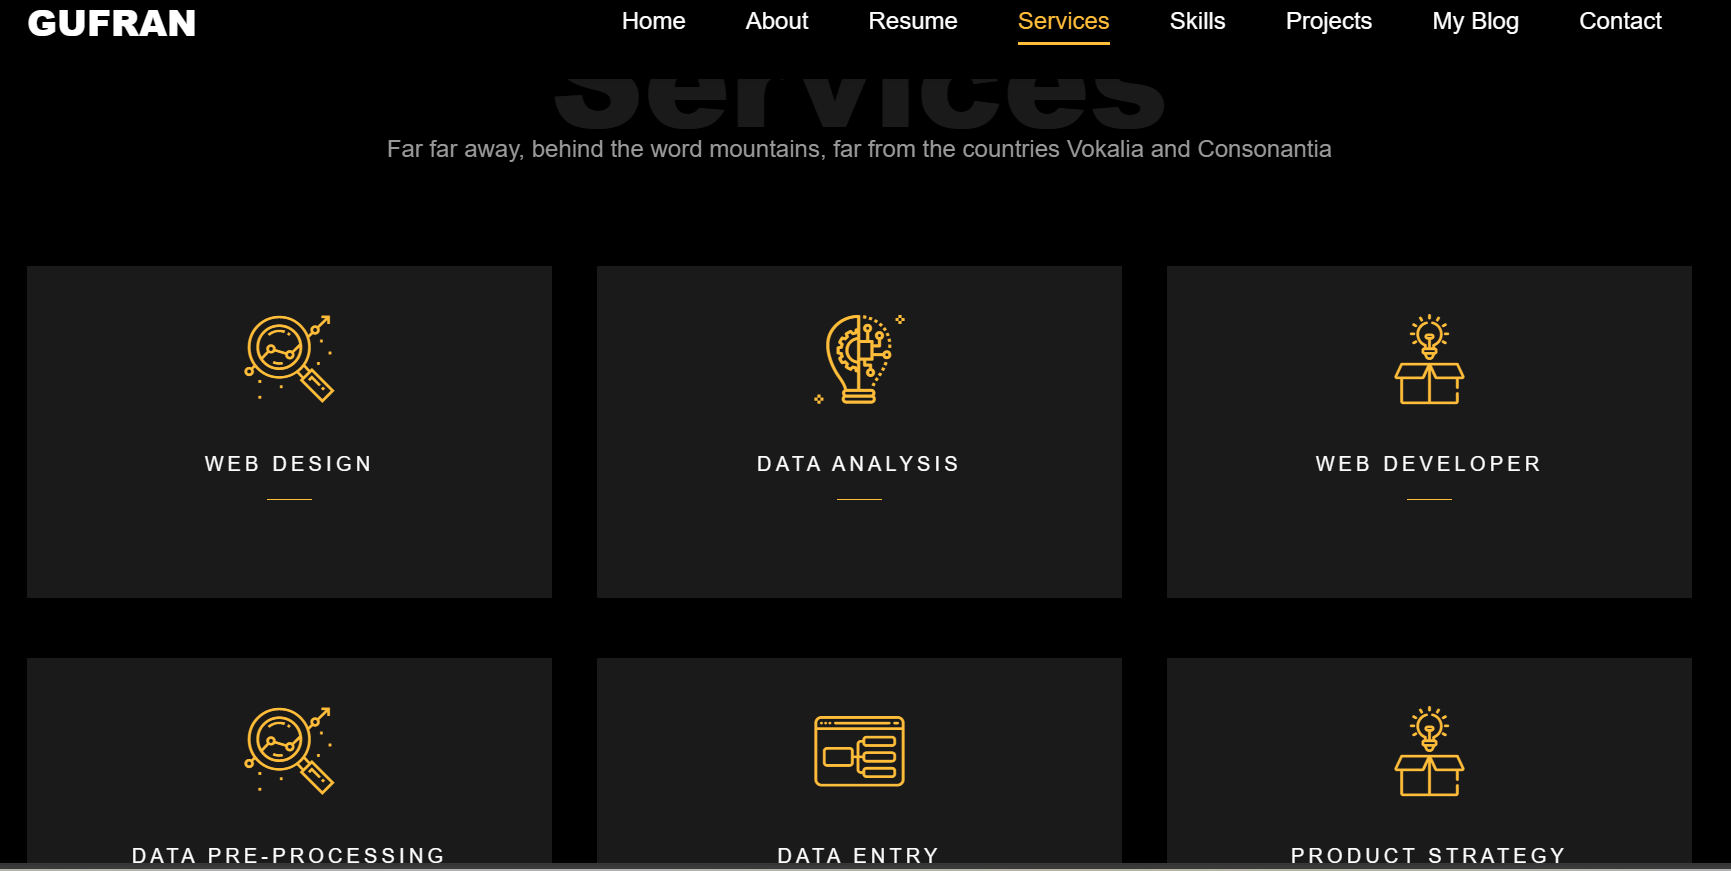 GUFRAN Home About Resume Services Skills Projects My Blog Contact
Services
Far far away, behind the word mountains, far from the countries Vokalia and Consonantia
WEB DESIGN DATA ANALYSIS WEB DEVELOPER
DATA PRE-PROCESSING DATA ENTRY PRODUCT STRATEGY